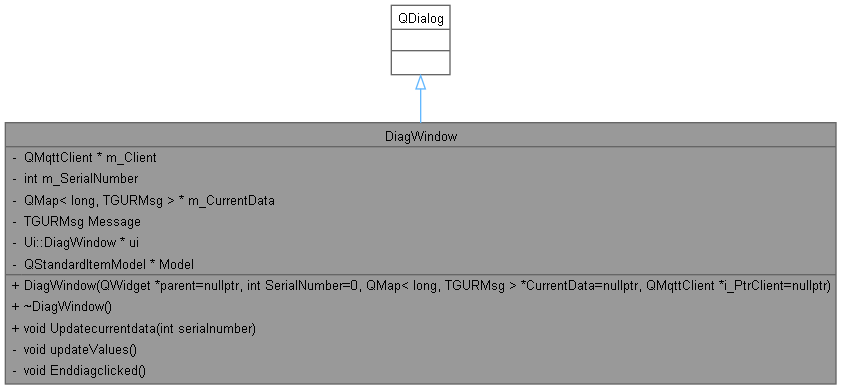 QDialog
DiagWindow
- QMqttClient * m_Client
- int m_SerialNumber
- QMap< long, TGURMsg > * m_CurrentData
- TGURMsg Message
- Ui::DiagWindow * ui
- QStandardItemModel * Model
+ DiagWindow(QWidget *parent=nullptr, int SerialNumber=0, QMap< long, TGURMsg > *CurrentData=nullptr, QMqttClient *i_PtrClient=nullptr)
+ ~DiagWindow()
+ void Updatecurrentdata(int serialnumber)
- void updateValues()
- void Enddiagclicked()